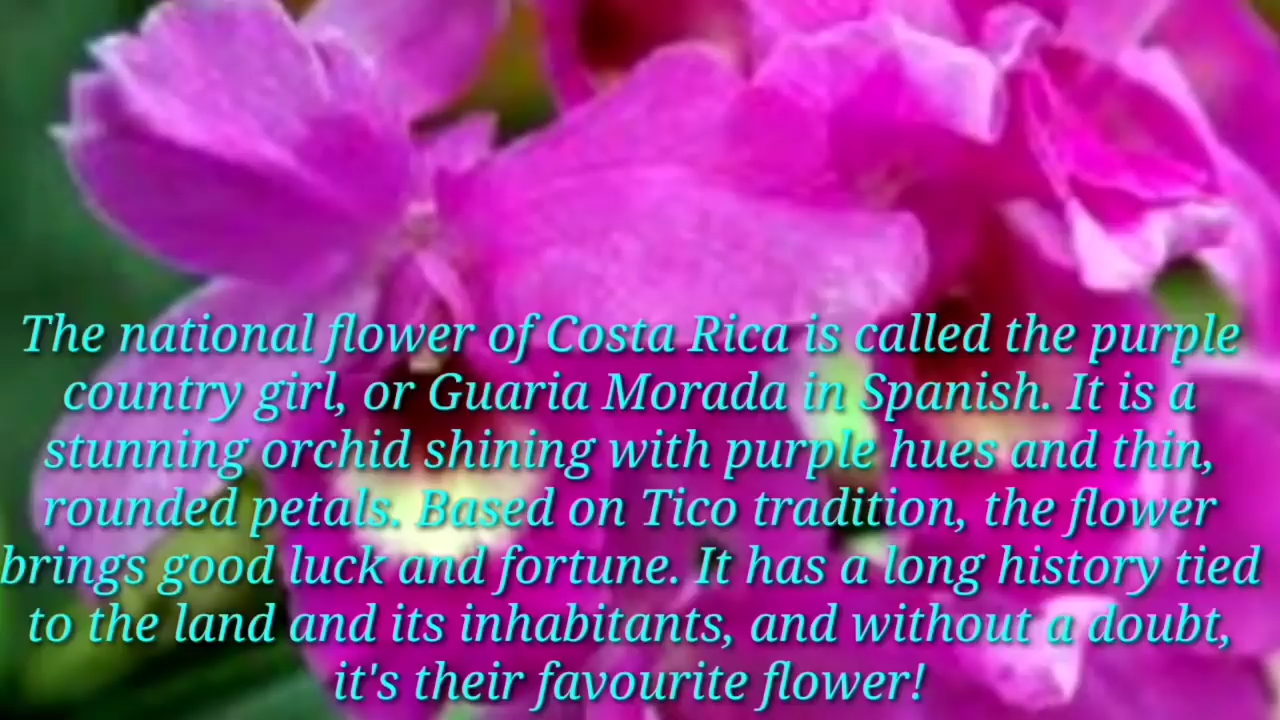 The national flower of Costa Rica is called the purple
country girl, or Guaria Morada in Spanish. It is a
stunning orchid shining with purple hues and thin,
rounded petals. Based on Tico tradition, the flower
brings good luck and fortune. It has a long history tied
to the land and its inhabitants, and without a doubt,
it's their favourite flower!